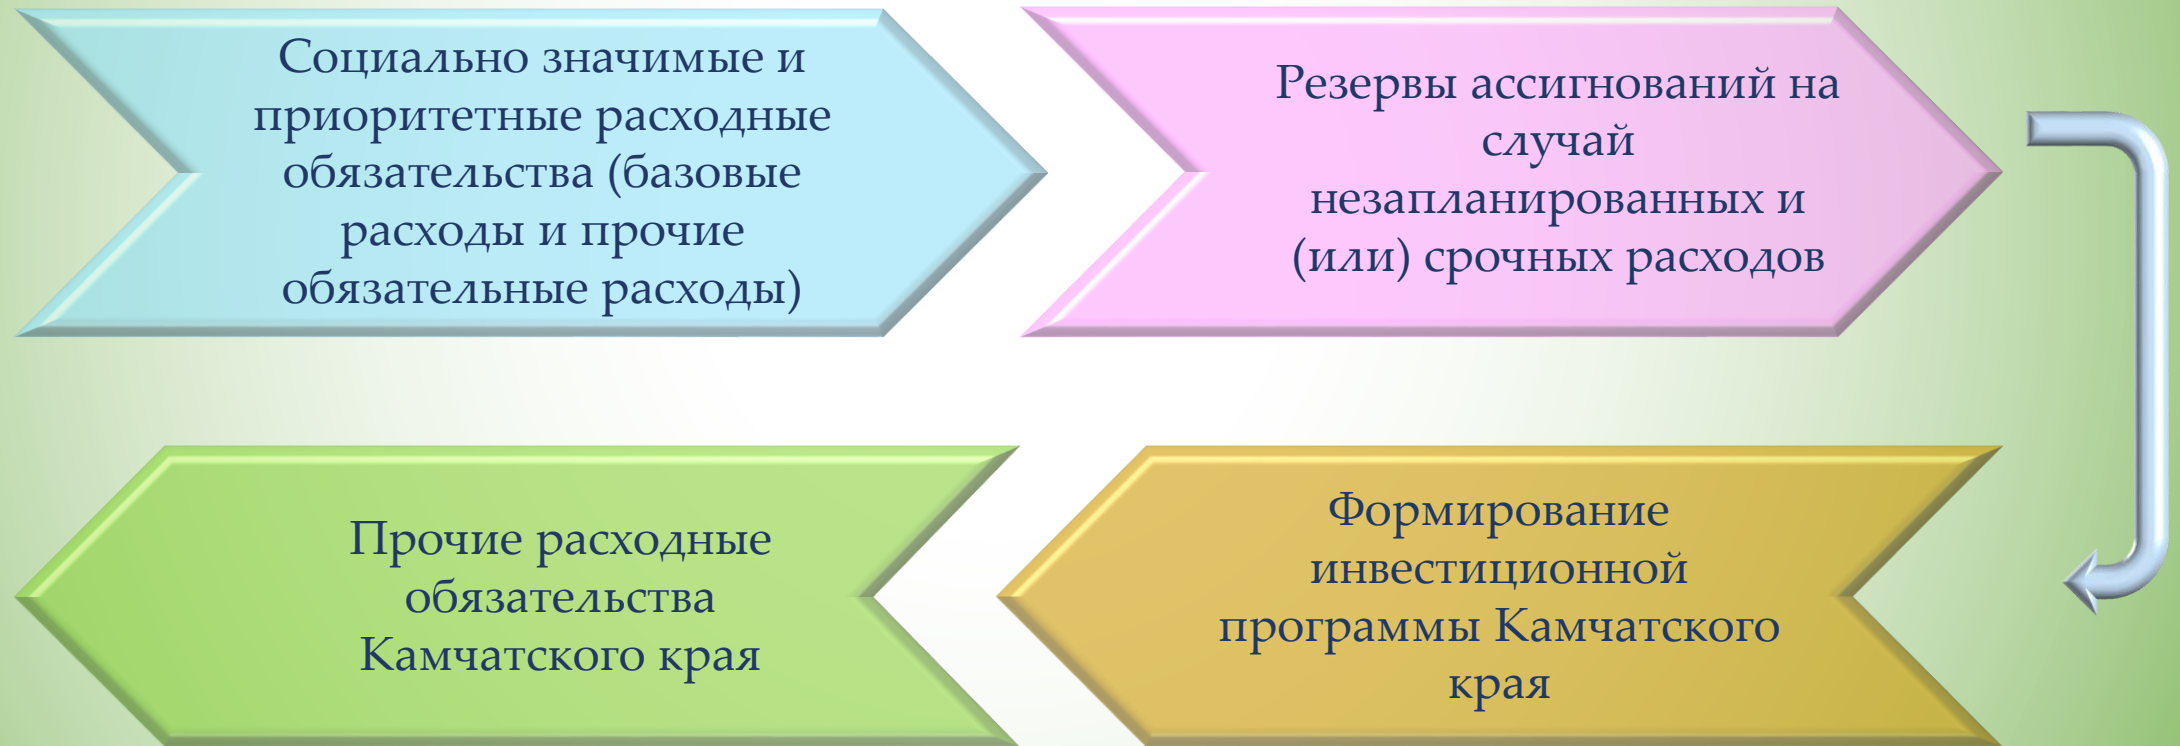 Социально значимые и
приоритетные расходные
обязательства (базовые
расходы и прочие
обязательные расходы)
Резервы ассигнований на
случай
незапланированных и
(или) срочных расходов
Формирование
инвестиционной
программы Камчатского
края
Прочие расходные
обязательства
Камчатского края